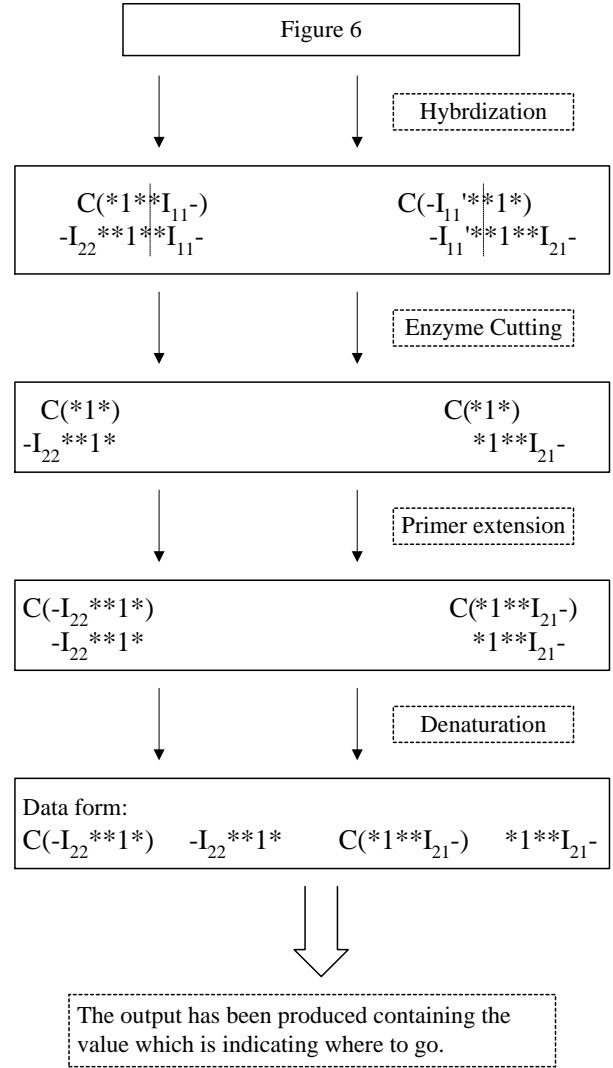 Figure 6
Hybrdization
C(*1**I₁₁-) C(-I₁₁'**1*)
-I₂₂**1**I₁₁- -I₁₁'**1**I₂₁-
Enzyme Cutting
C(*1*) C(*1*)
-I₂₂**1* *1**I₂₁-
Primer extension
C(-I₂₂**1*) C(*1**I₂₁-)
-I₂₂**1* *1**I₂₁-
Denaturation
Data form:
C(-I₂₂**1*) -I₂₂**1* C(*1**I₂₁-) *1**I₂₁-
The output has been produced containing the
value which is indicating where to go.